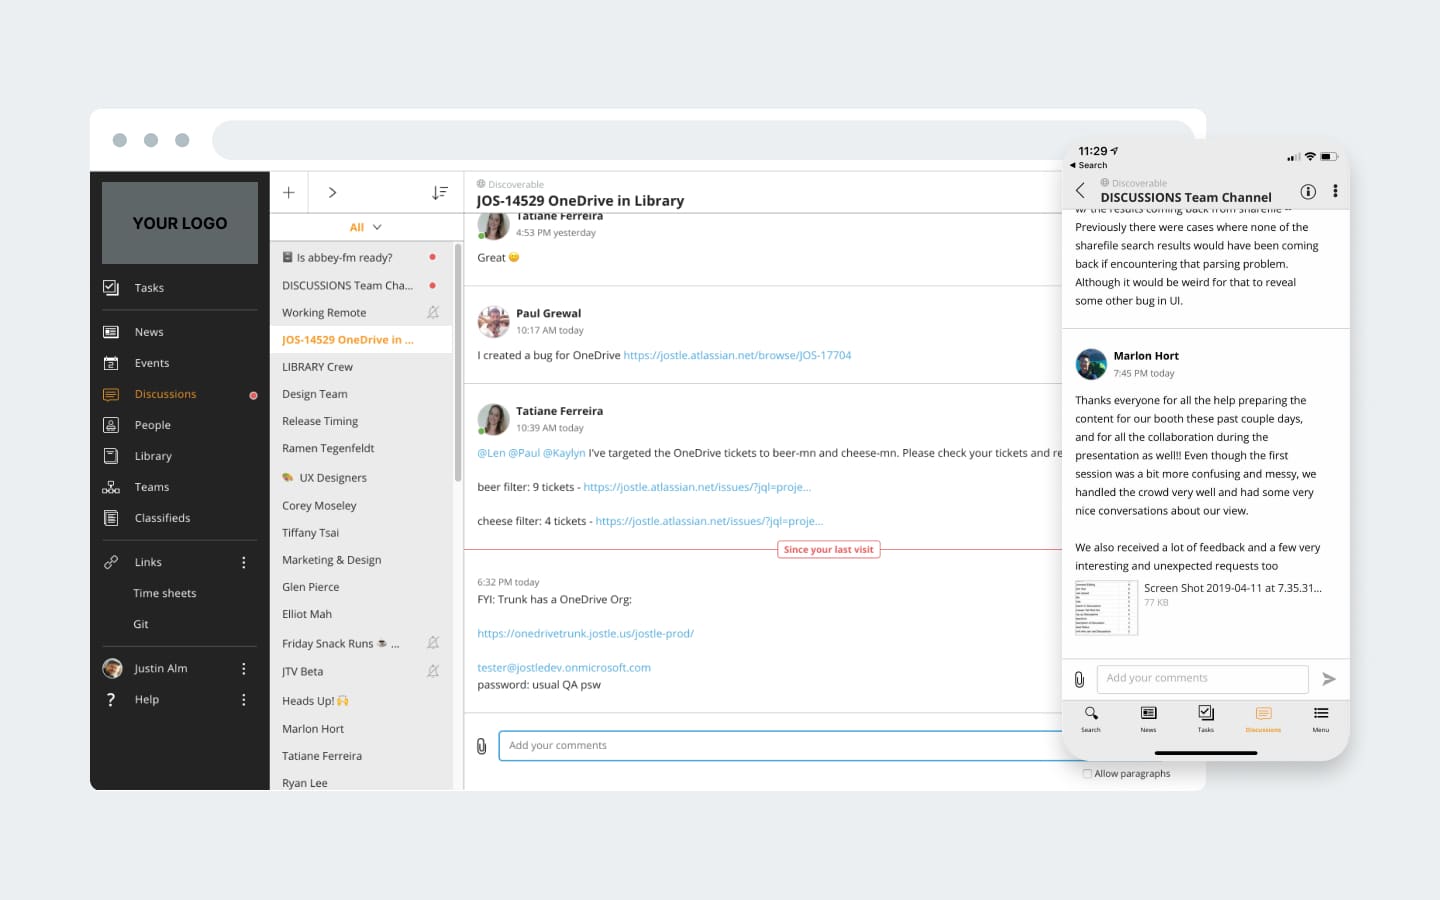 YOUR LOGO
Tasks
News
Events
Discussions
People
Library
Teams
Classifieds
Links
Time sheets
Git
Justin Alm
? Help
All
Is abbey-fm ready?
DISCUSSIONS Team Cha...
Working Remote
JOS-14529 OneDrive in ...
LIBRARY Crew
Design Team
Release Timing
Ramen Tegenfeldt
UX Designers
Corey Moseley
Tiffany Tsai
Marketing & Design
Glen Pierce
Elliot Mah
Friday Snack Runs ☕ ...
JTV Beta
Heads Up! 🙌
Marlon Hort
Tatiane Ferreira
Ryan Lee
Discoverable
JOS-14529 OneDrive in Library
Tatiane Ferreira
4:53 PM yesterday
Great 🙂
Paul Grewal
10:17 AM today
I created a bug for OneDrive https://jostle.atlassian.net/browse/JOS-17704
Tatiane Ferreira
10:39 AM today
@Len @Paul @Kaylyn I've targeted the OneDrive tickets to beer-mn and cheese-mn. Please check your tickets and re
beer filter: 9 tickets - https://jostle.atlassian.net/issues/?jql=proje...
cheese filter: 4 tickets - https://jostle.atlassian.net/issues/?jql=proje...
Since your last visit
6:32 PM today
FYI: Trunk has a OneDrive Org:
https://onedrivetrunk.jostle.us/jostle-prod/
tester@jostledev.onmicrosoft.com
password: usual QA psw
Add your comments
Allow paragraphs
11:29
Search
Discoverable
DISCUSSIONS Team Channel
w/ the results coming back from sharefile --
Previously there were cases where none of the
sharefile search results would have been coming
back if encountering that parsing problem.
Although it would be weird for that to reveal
some other bug in UI.
Marlon Hort
7:45 PM today
Thanks everyone for all the help preparing the
content for our booth these past couple days,
and for all the collaboration during the
presentation as well!! Even though the first
session was a bit more confusing and messy, we
handled the crowd very well and had some very
nice conversations about our view.
We also received a lot of feedback and a few very
interesting and unexpected requests too
Screen Shot 2019-04-11 at 7.35.31...
77 KB
Add your comments
Search
News
Tasks
Discussions
Menu